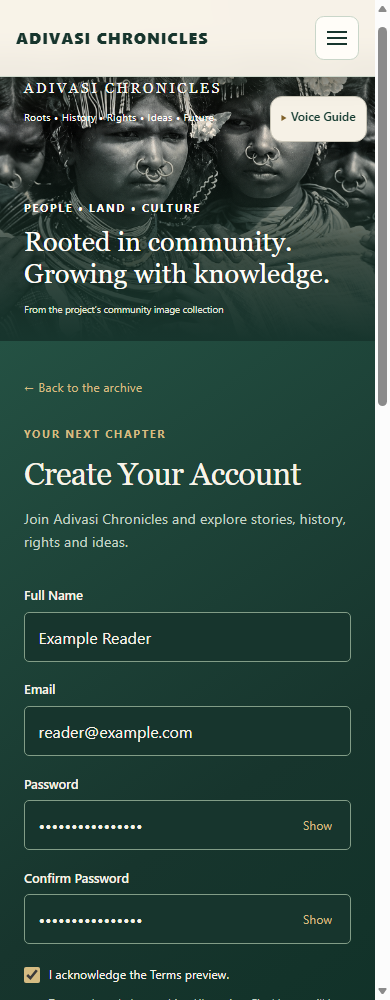 ADIVASI CHRONICLES
ADIVASI CHRONICLES
Roots • History • Rights • Ideas • Future
▸ Voice Guide
PEOPLE • LAND • CULTURE
Rooted in community.
Growing with knowledge.
From the project's community image collection
← Back to the archive
YOUR NEXT CHAPTER
Create Your Account
Join Adivasi Chronicles and explore stories, history,
rights and ideas.
Full Name
Example Reader
Email
reader@example.com
Password
•••••••••••••••• Show
Confirm Password
•••••••••••••••• Show
I acknowledge the Terms preview.